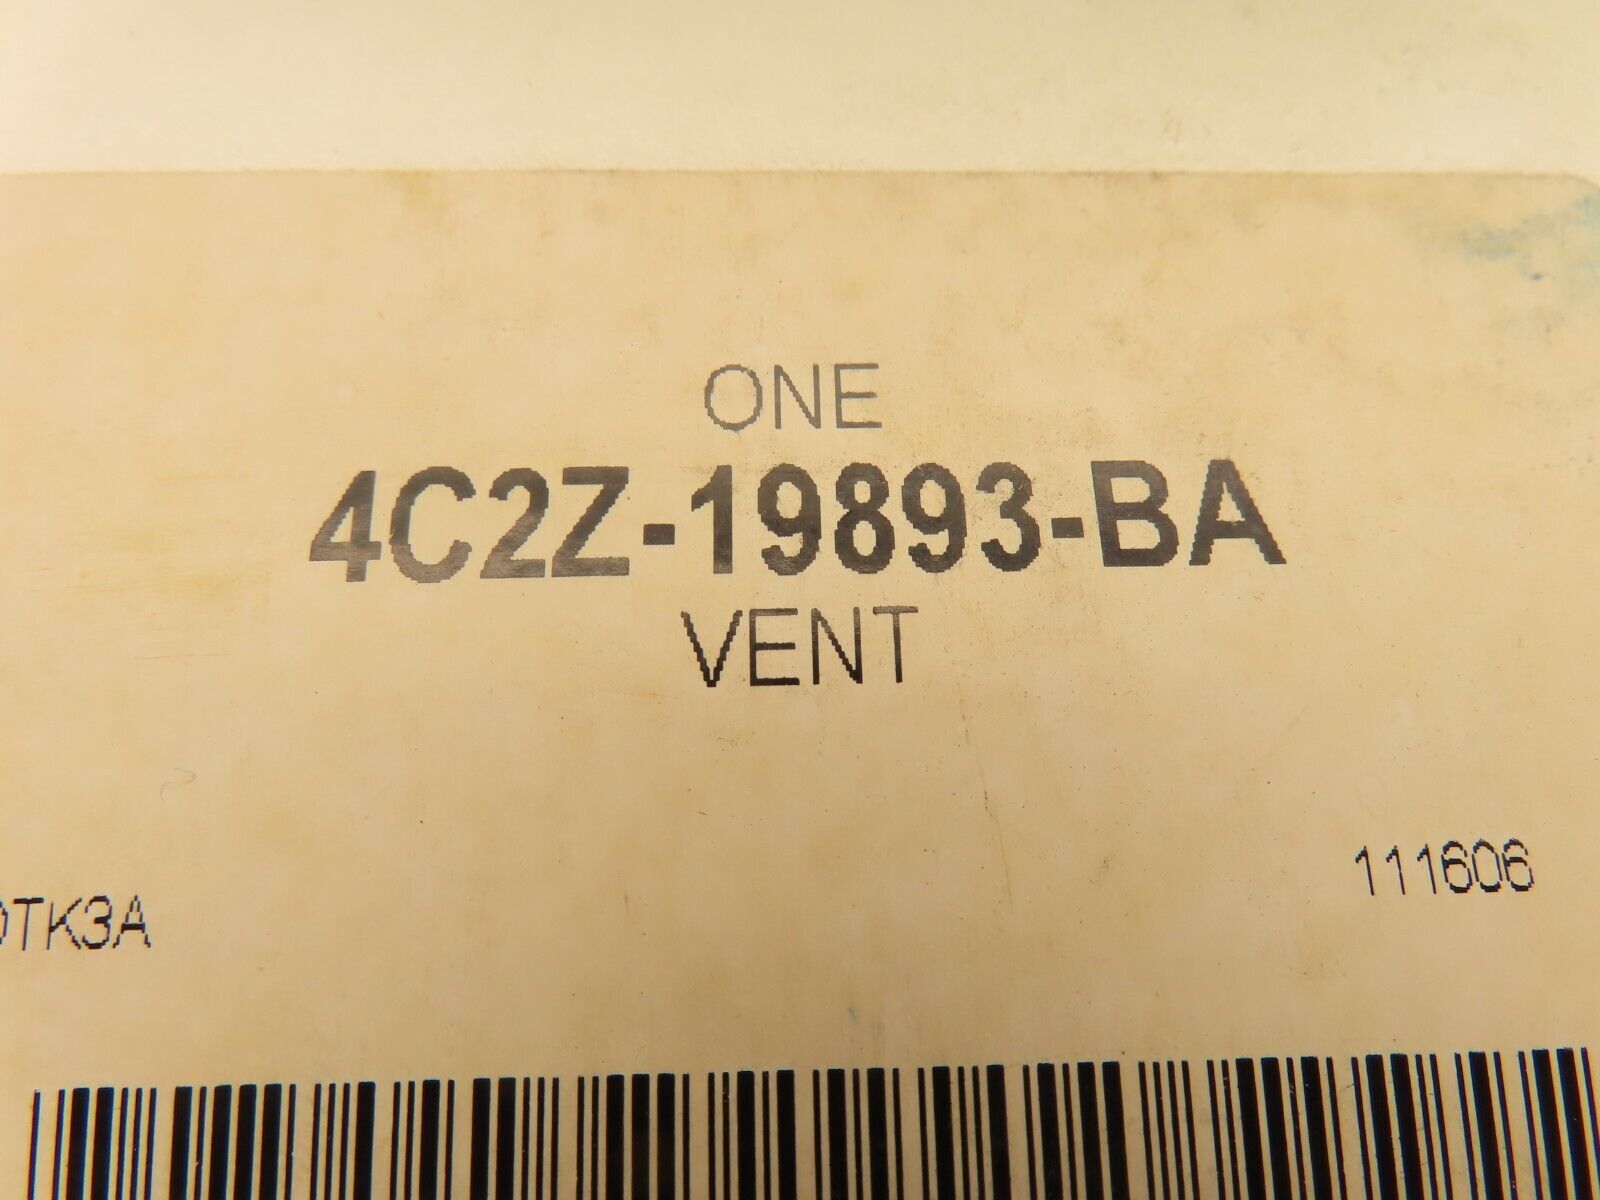 ONE
4C2Z-19893-BA
VENT
111606
TK3A